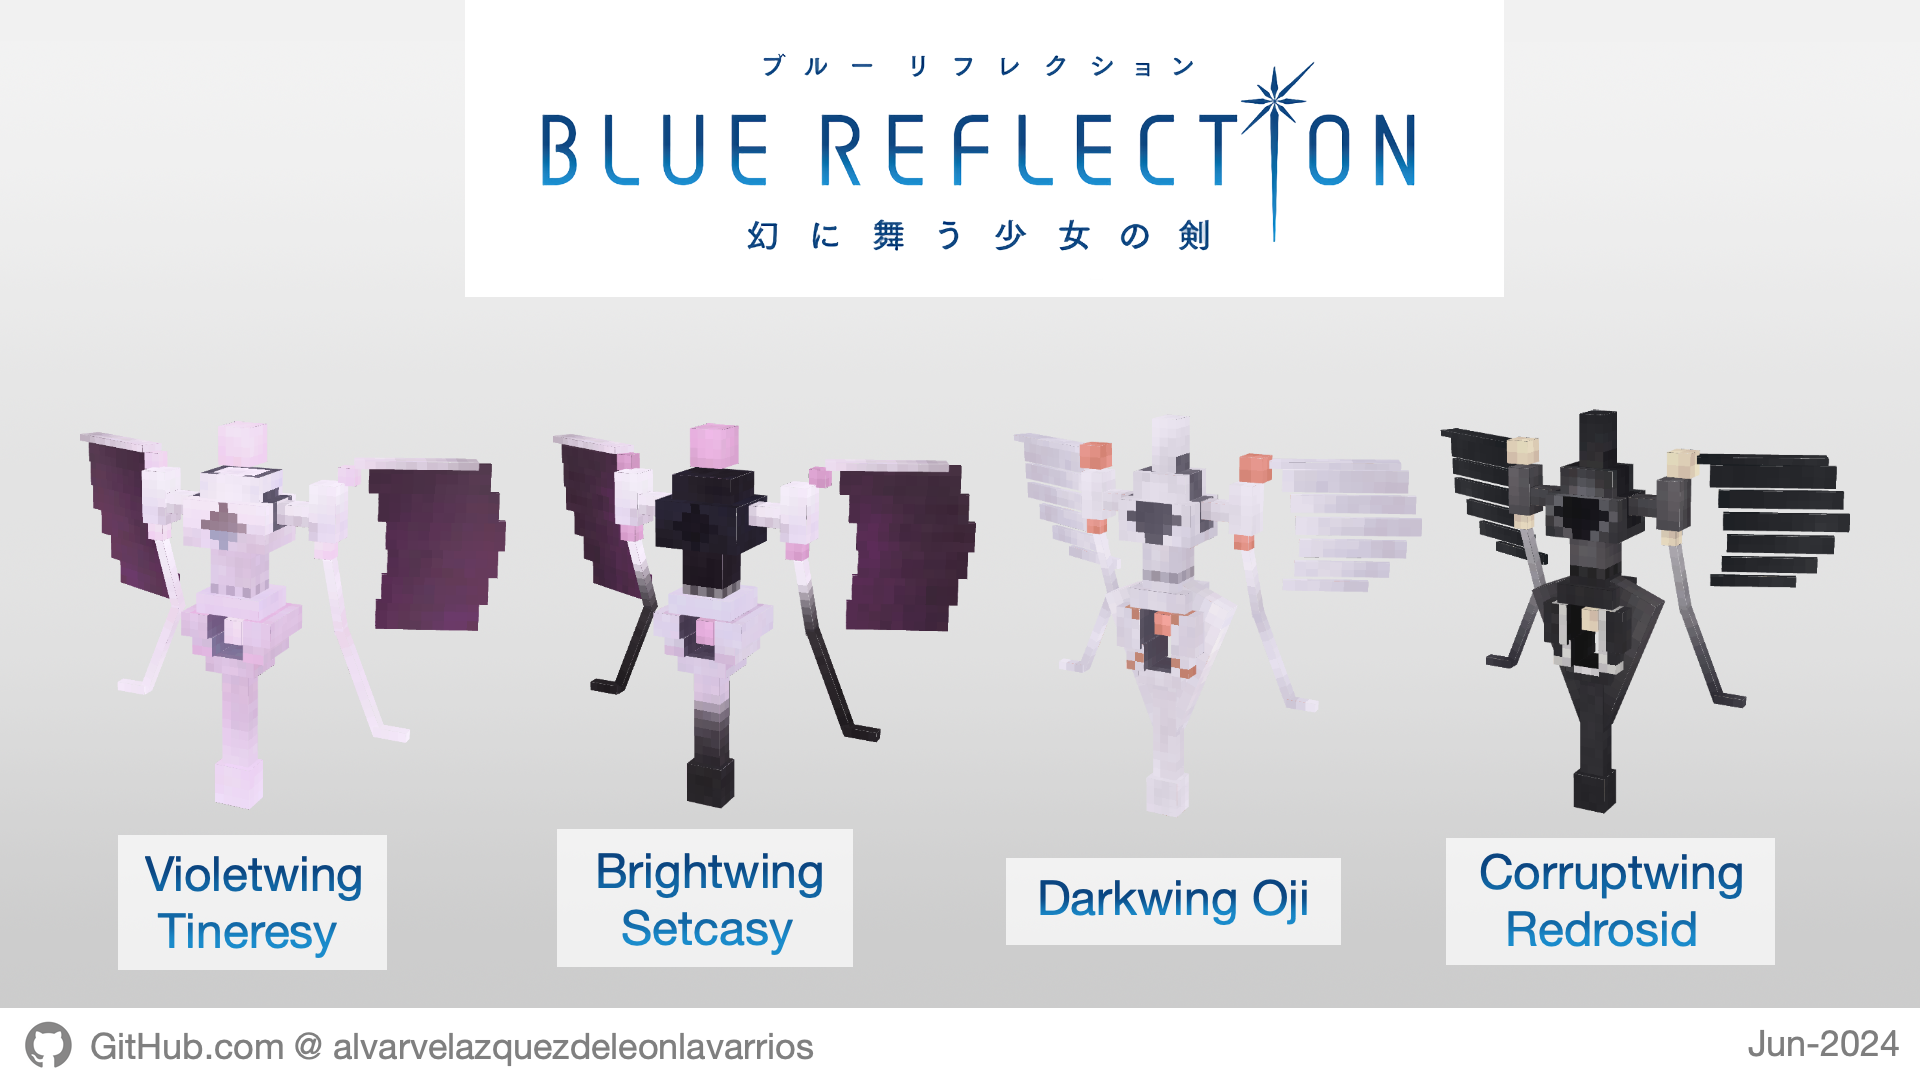 ブルーリフレクション
BLUE REFLECTION
幻に舞う少女の剣
Violetwing
Tineresy
Brightwing
Setcasy
Darkwing Oji
Corruptwing
Redrosid
GitHub.com @ alvarvelazquezdeleonlavarrios
Jun-2024